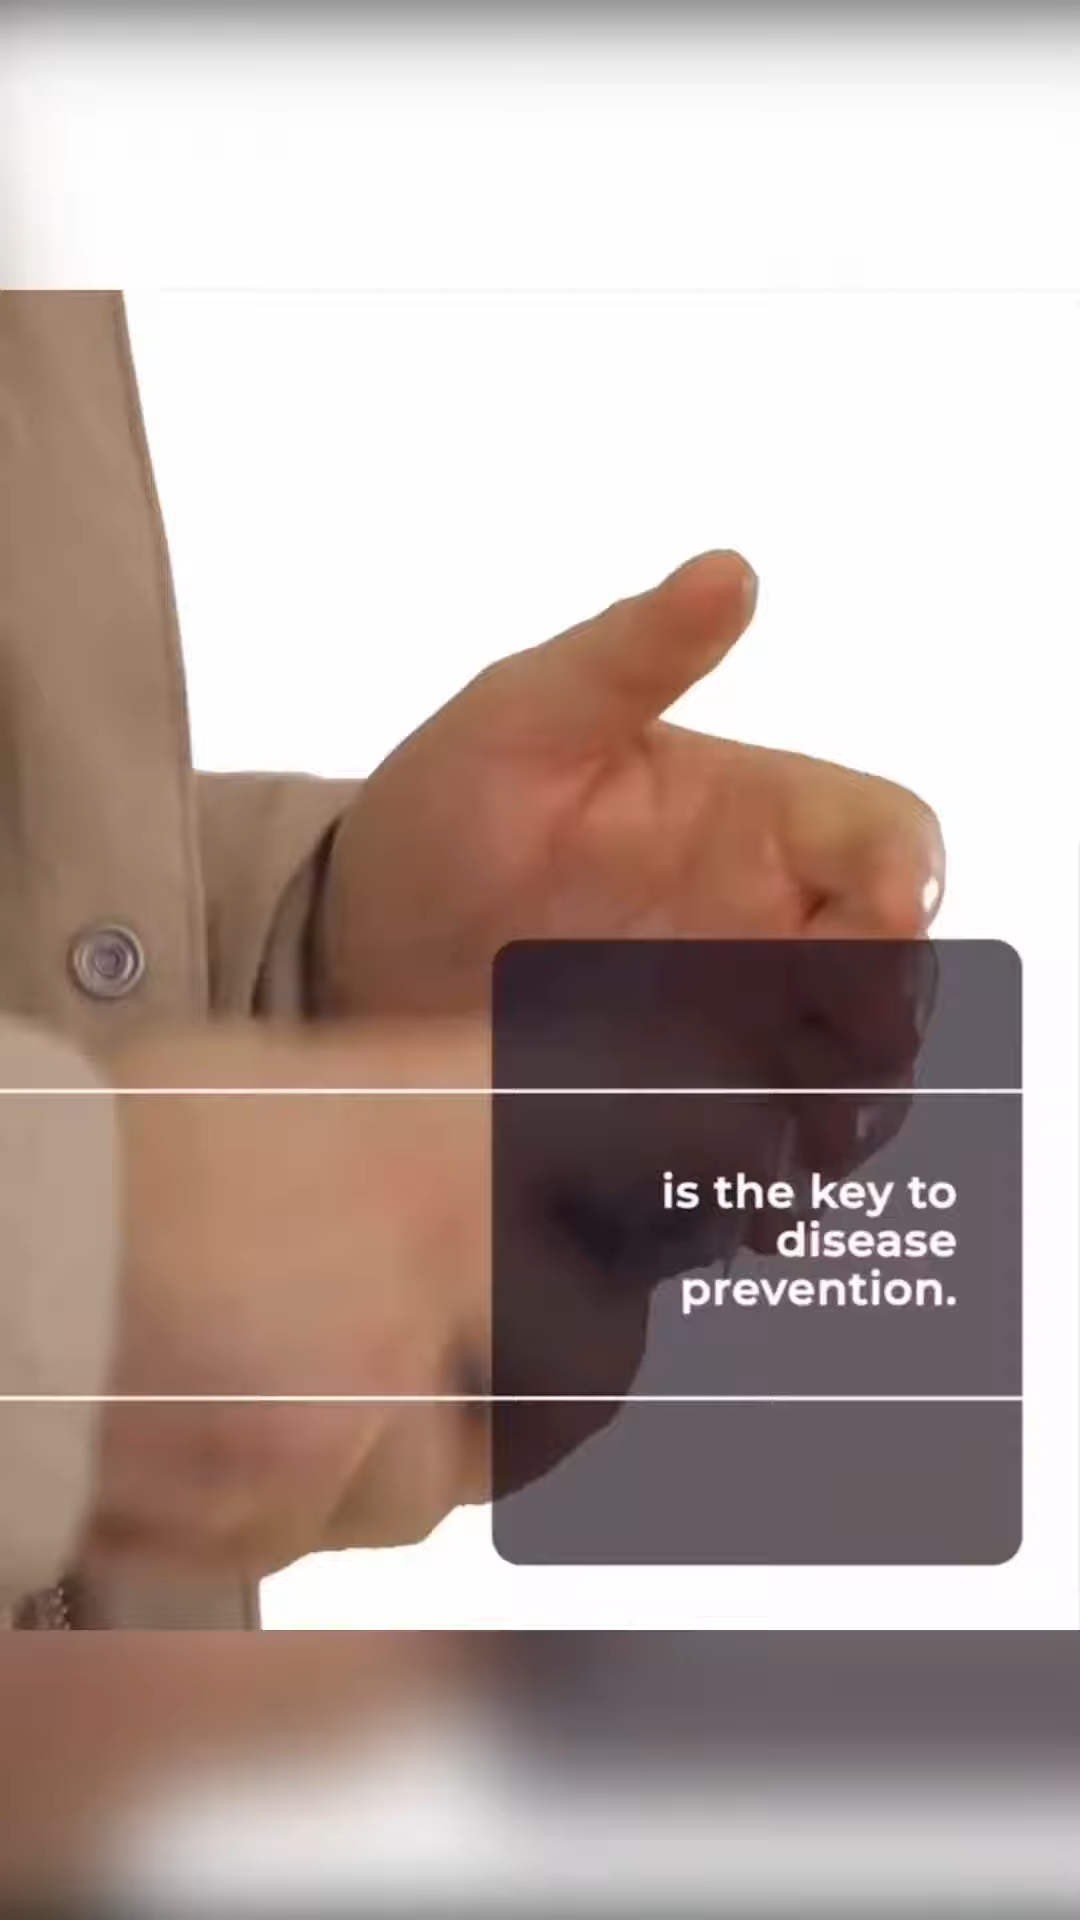 is the key to
disease
prevention.